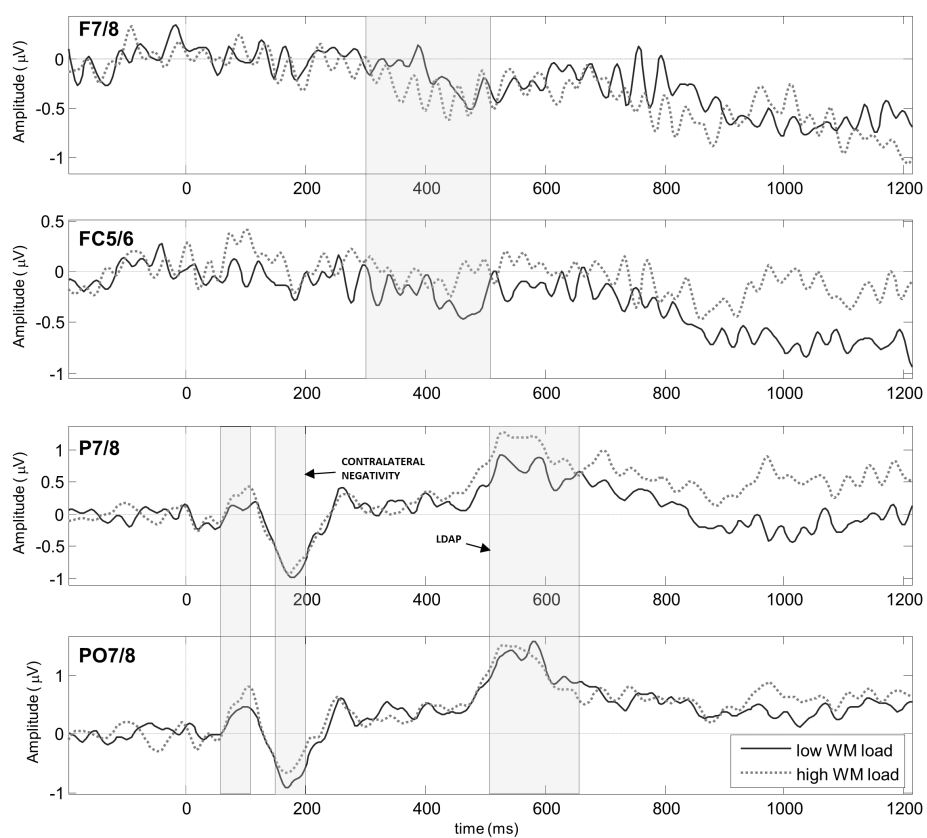 F7/8
Amplitude ( μV)
0
-0.5
-1
0 200 400 600 800 1000 1200
FC5/6
Amplitude ( μV)
0.5
0
-0.5
-1
0 200 400 600 800 1000 1200
P7/8
Amplitude ( μV)
1
0.5
0
-0.5
-1
CONTRALATERAL
NEGATIVITY
LDAP
0 200 400 600 800 1000 1200
PO7/8
Amplitude ( μV)
1
0
-1
low WM load
high WM load
0 200 400 600 800 1000 1200
time (ms)